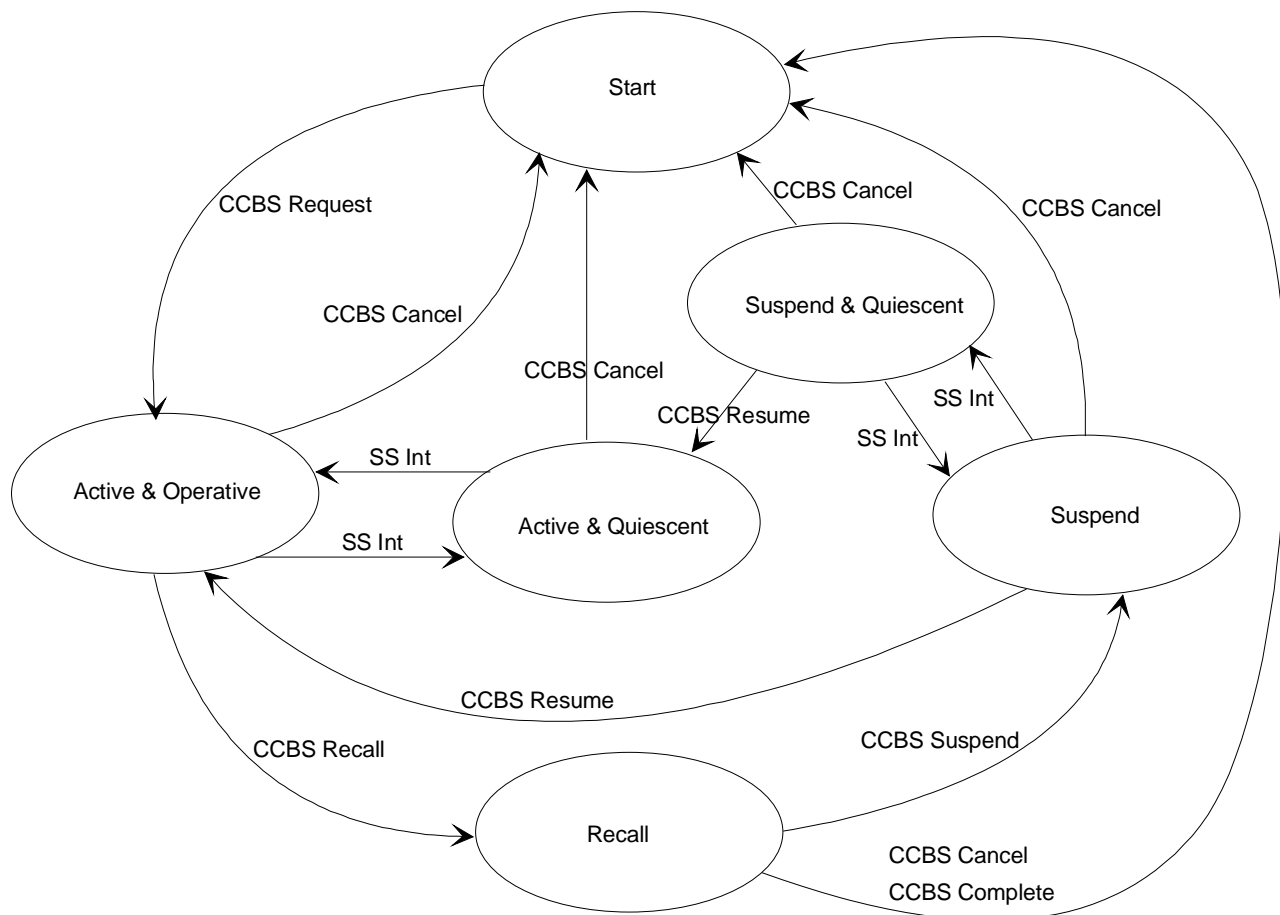 Start
CCBS Cancel
CCBS Request
CCBS Cancel
Suspend & Quiescent
CCBS Cancel
CCBS Cancel
SS Int
CCBS Resume
SS Int
SS Int
Active & Operative
Active & Quiescent
Suspend
SS Int
CCBS Resume
CCBS Suspend
CCBS Recall
Recall
CCBS Cancel
CCBS Complete